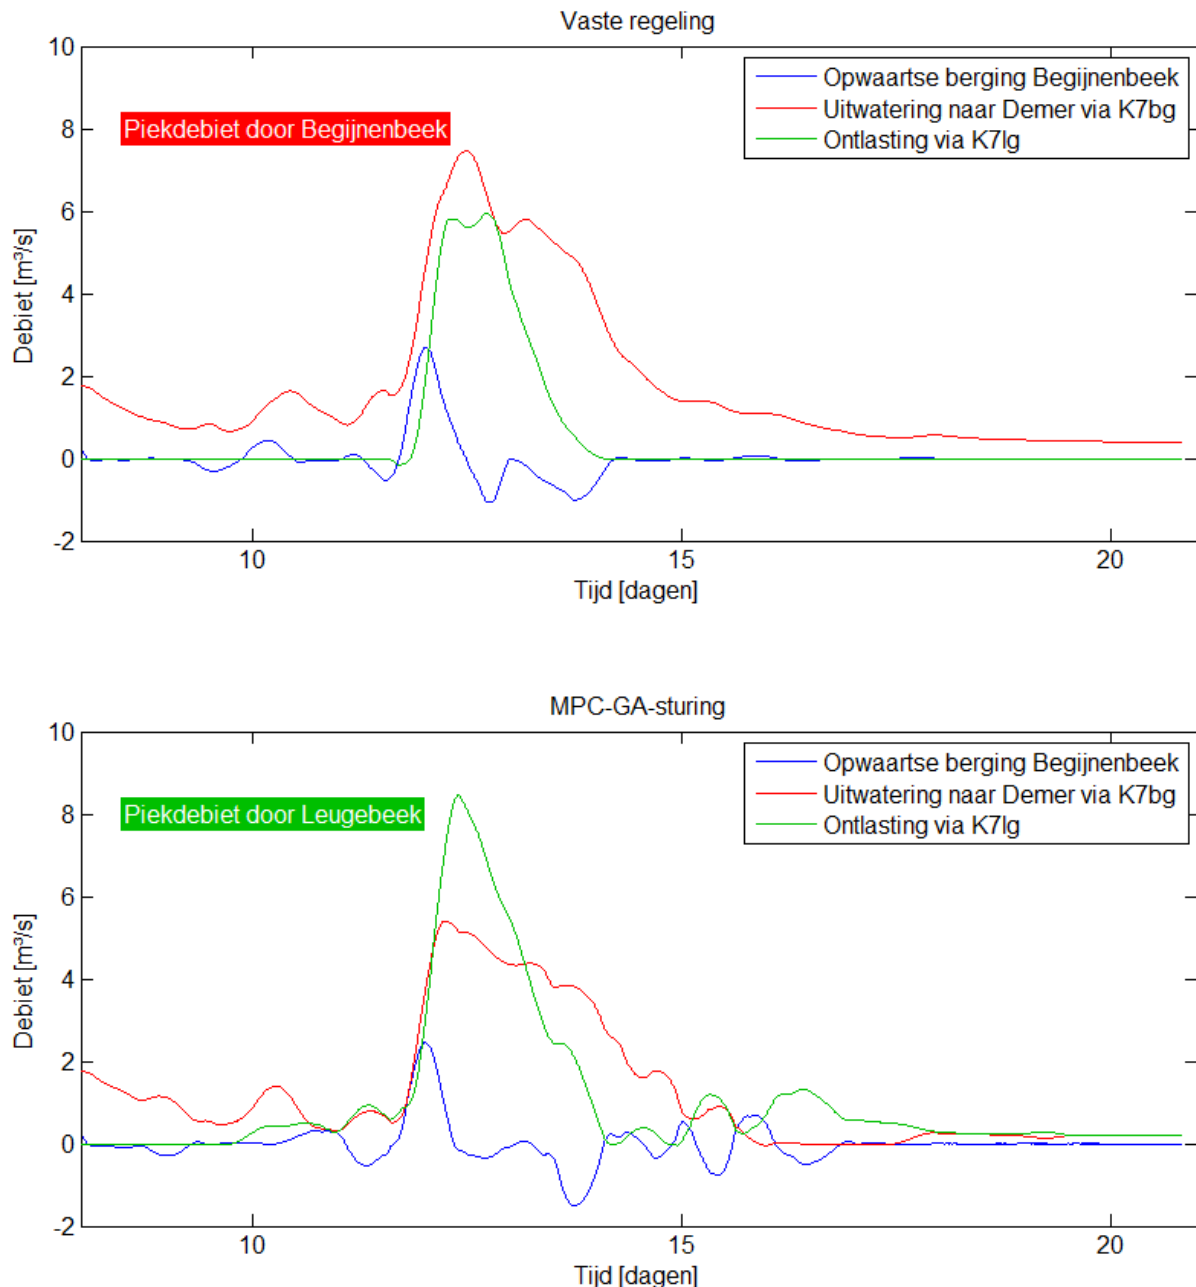 Vaste regeling
10
8
6
4
2
0
-2
Debiet [m³/s]
Piekdebiet door Begijnenbeek
Opwaartse berging Begijnenbeek
Uitwatering naar Demer via K7bg
Ontlasting via K7lg
10
15
20
Tijd [dagen]
MPC-GA-sturing
10
8
6
4
2
0
-2
Debiet [m³/s]
Piekdebiet door Leugebeek
Opwaartse berging Begijnenbeek
Uitwatering naar Demer via K7bg
Ontlasting via K7lg
10
15
20
Tijd [dagen]